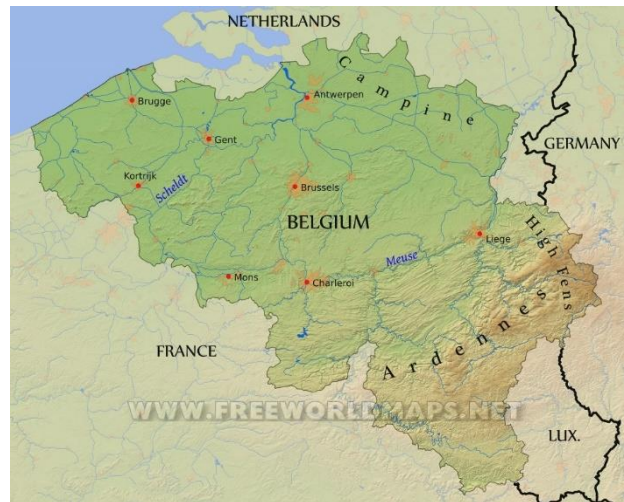 NETHERLANDS
Campine
Brugge
Antwerpen
Gent
GERMANY
Kortrijk
Scheldt
Brussels
BELGIUM
High Fens
Liege
Meuse
Mons
Charleroi
Ardennes
FRANCE
WWW.FREEWORLDMAPS.NET
LUX.